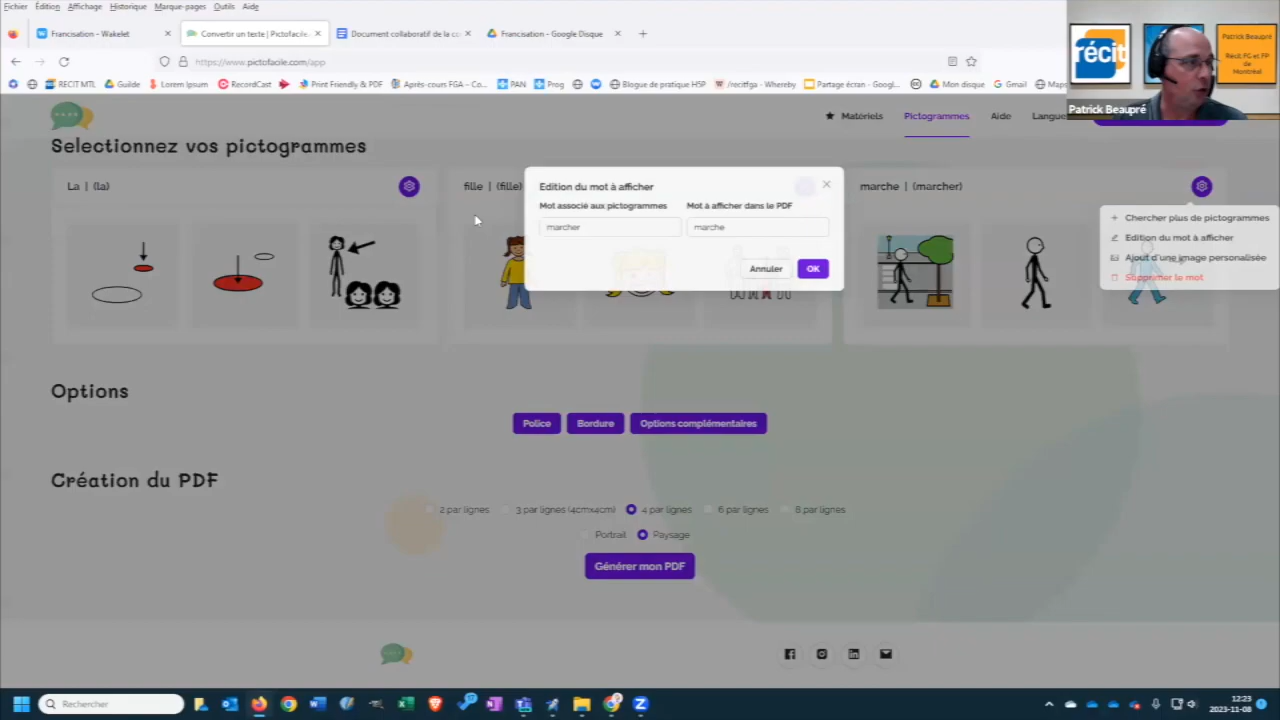 Fichier Édition Affichage Historique Marque-pages Outils Aide
Francisation - Wakelet
Convertir un texte | Pictofacile.
Document collaboratif de la co
Francisation - Google Disque
https://www.pictofacile.com/app
RECIT MTL
Guilde
Lorem Ipsum
RecordCast
Print Friendly & PDF
Après-cours FGA – Co...
PAN
Prog
Blogue de pratique H5P
/recitfga - Whereby
Partage écran - Googl...
Mon disque
Gmail
Maps
récit
Patrick Beaupré
Récit FG et FP
de
Montréal
Patrick Beaupré
Matériels
Pictogrammes
Aide
Langue
Selectionnez vos pictogrammes
La | (la)
fille | (fille)
marche | (marcher)
Edition du mot à afficher
Mot associé aux pictogrammes
Mot à afficher dans le PDF
marcher
marche
Annuler
OK
Chercher plus de pictogrammes
Edition du mot à afficher
Ajout d'une image personalisée
Supprimer le mot
Options
Police
Bordure
Options complémentaires
Création du PDF
2 par lignes
3 par lignes (4cmx4cm)
4 par lignes
6 par lignes
8 par lignes
Portrait
Paysage
Générer mon PDF
Rechercher
12:23
2023-11-08